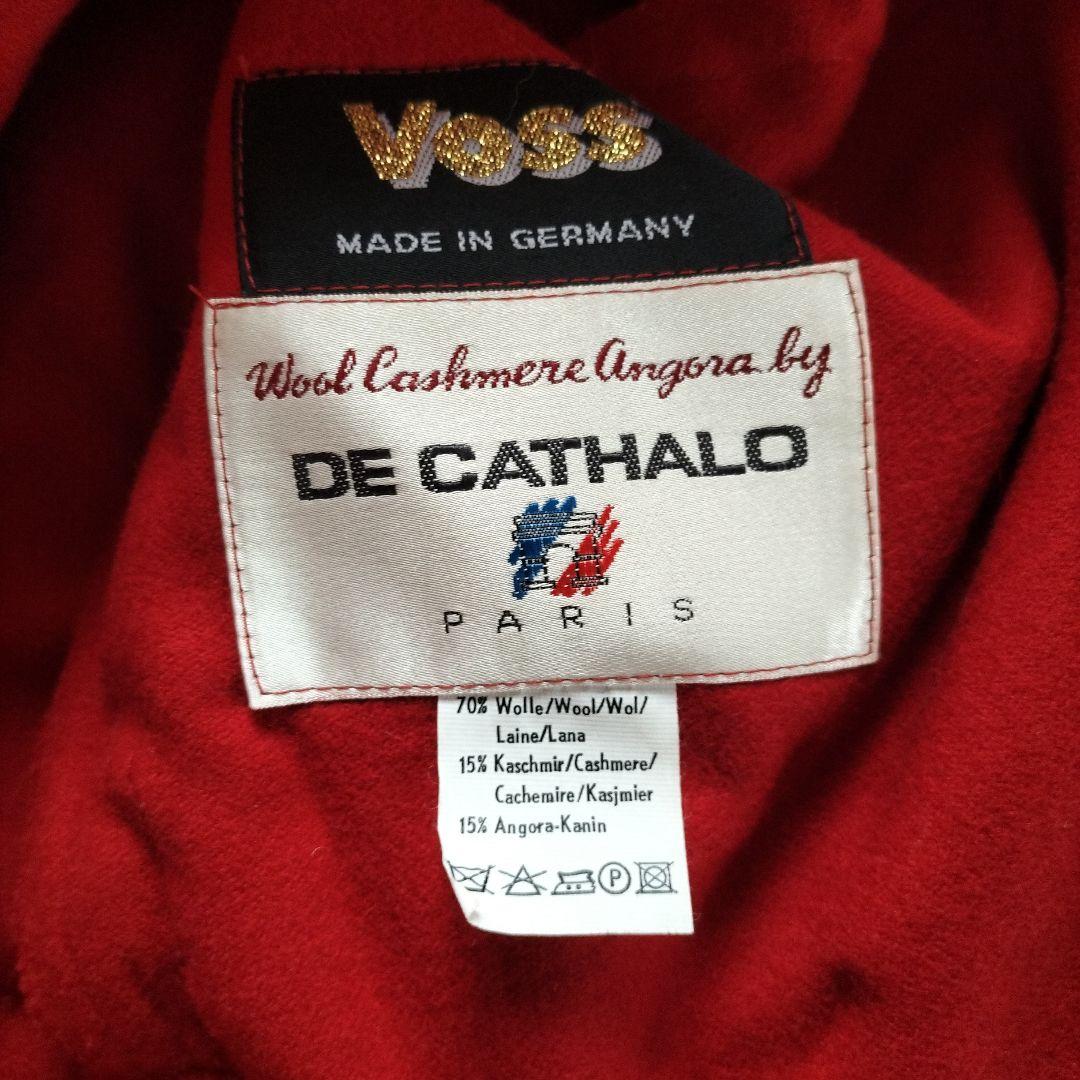 Voss
MADE IN GERMANY
Wool Cashmere Angora by
DE CATHALO
PARIS
70% Wolle/Wool/Wol/
Laine/Lana
15% Kaschmir/Cashmere/
Cachemire/Kasjmier
15% Angora-Kanin
P